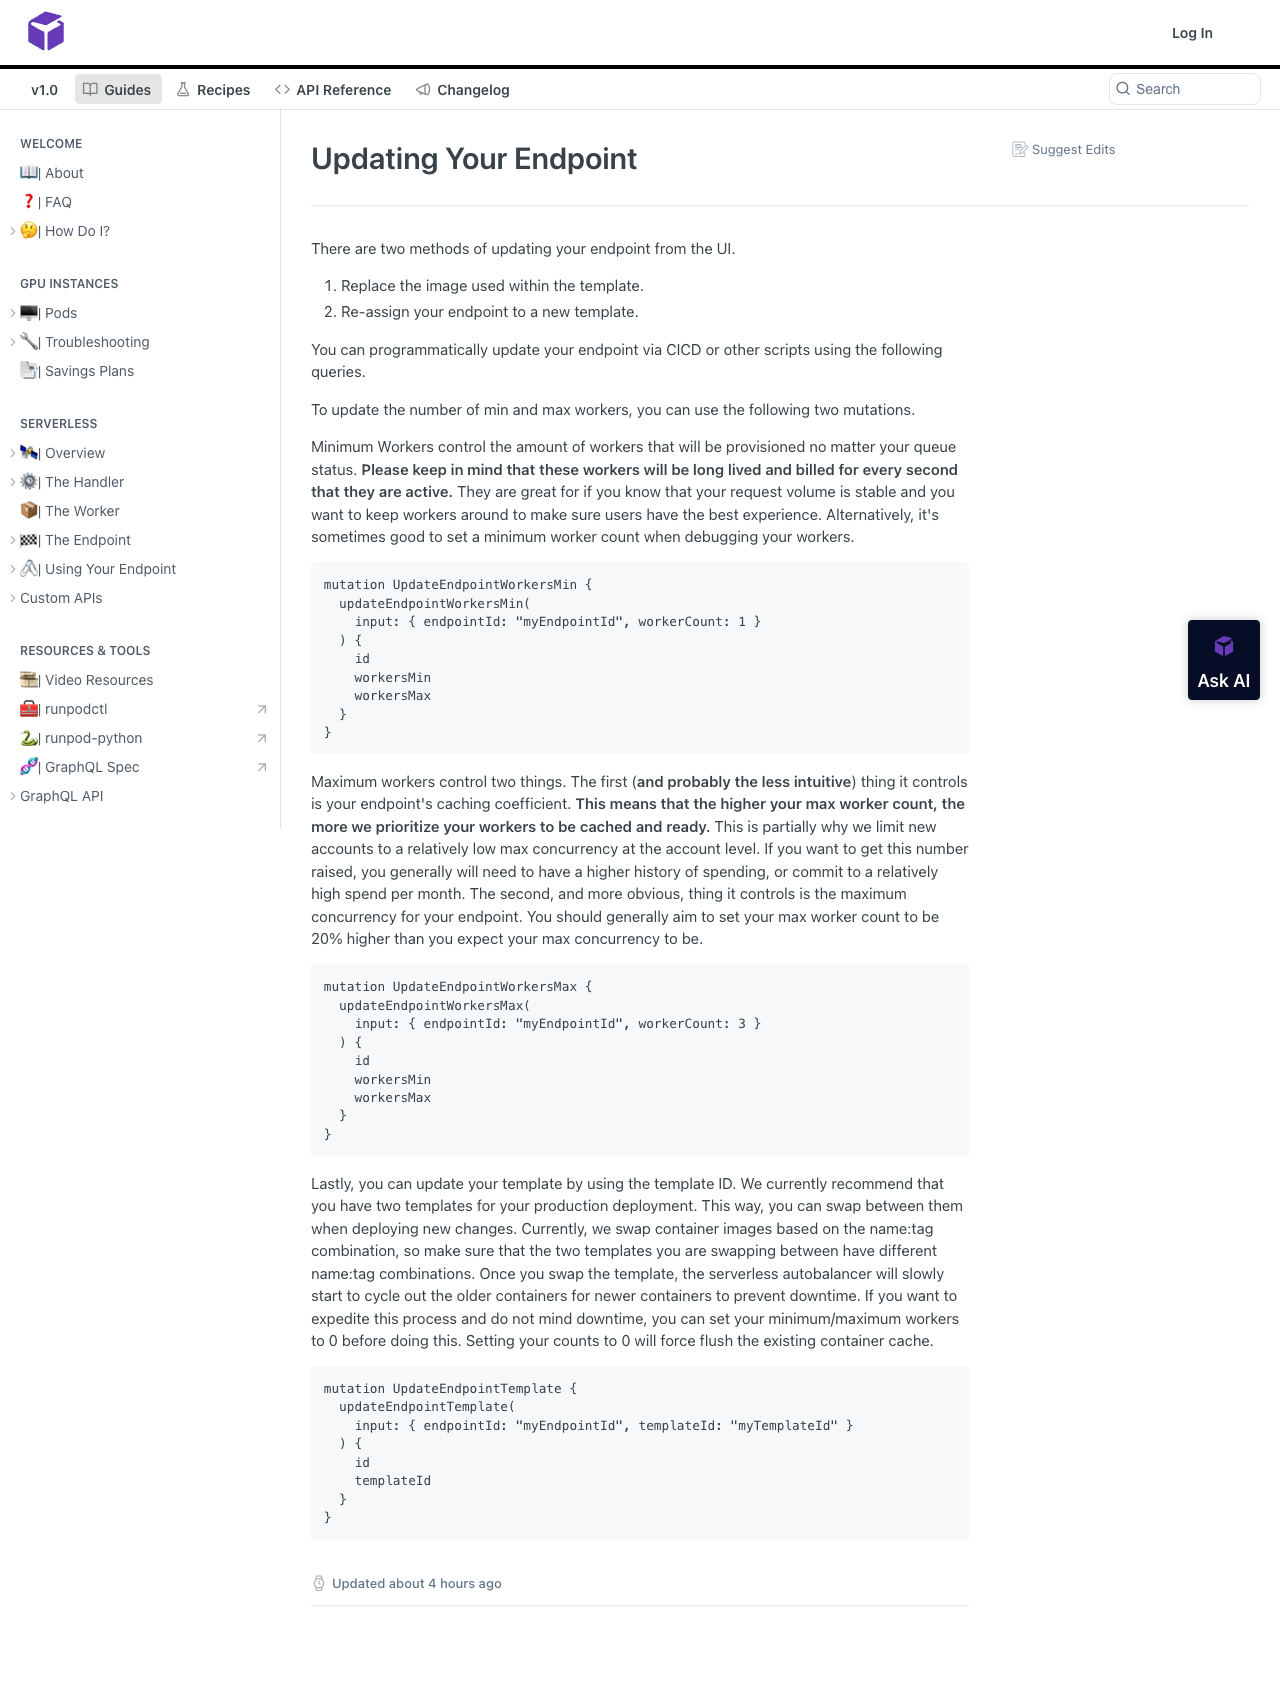 Log In
v1.0
Guides
Recipes
API Reference
Changelog
Search
WELCOME
| About
| FAQ
| How Do I?
GPU INSTANCES
| Pods
| Troubleshooting
| Savings Plans
SERVERLESS
| Overview
| The Handler
| The Worker
| The Endpoint
| Using Your Endpoint
Custom APIs
RESOURCES & TOOLS
| Video Resources
| runpodctl
| runpod-python
| GraphQL Spec
GraphQL API
Updating Your Endpoint
Suggest Edits
There are two methods of updating your endpoint from the UI.
1. Replace the image used within the template.
2. Re-assign your endpoint to a new template.
You can programmatically update your endpoint via CICD or other scripts using the following
queries.
To update the number of min and max workers, you can use the following two mutations.
Minimum Workers control the amount of workers that will be provisioned no matter your queue
status. Please keep in mind that these workers will be long lived and billed for every second
that they are active. They are great for if you know that your request volume is stable and you
want to keep workers around to make sure users have the best experience. Alternatively, it's
sometimes good to set a minimum worker count when debugging your workers.
mutation UpdateEndpointWorkersMin {
  updateEndpointWorkersMin(
    input: { endpointId: "myEndpointId", workerCount: 1 }
  ) {
    id
    workersMin
    workersMax
  }
}
Maximum workers control two things. The first (and probably the less intuitive) thing it controls
is your endpoint's caching coefficient. This means that the higher your max worker count, the
more we prioritize your workers to be cached and ready. This is partially why we limit new
accounts to a relatively low max concurrency at the account level. If you want to get this number
raised, you generally will need to have a higher history of spending, or commit to a relatively
high spend per month. The second, and more obvious, thing it controls is the maximum
concurrency for your endpoint. You should generally aim to set your max worker count to be
20% higher than you expect your max concurrency to be.
mutation UpdateEndpointWorkersMax {
  updateEndpointWorkersMax(
    input: { endpointId: "myEndpointId", workerCount: 3 }
  ) {
    id
    workersMin
    workersMax
  }
}
Lastly, you can update your template by using the template ID. We currently recommend that
you have two templates for your production deployment. This way, you can swap between them
when deploying new changes. Currently, we swap container images based on the name:tag
combination, so make sure that the two templates you are swapping between have different
name:tag combinations. Once you swap the template, the serverless autobalancer will slowly
start to cycle out the older containers for newer containers to prevent downtime. If you want to
expedite this process and do not mind downtime, you can set your minimum/maximum workers
to 0 before doing this. Setting your counts to 0 will force flush the existing container cache.
mutation UpdateEndpointTemplate {
  updateEndpointTemplate(
    input: { endpointId: "myEndpointId", templateId: "myTemplateId" }
  ) {
    id
    templateId
  }
}
Updated about 4 hours ago
Ask AI